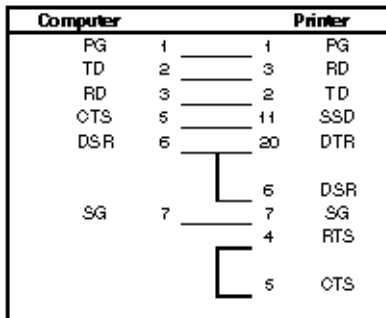 Computer Printer
PG 1 1 PG
TD 2 3 RD
RD 3 2 TD
CTS 5 11 SSD
DSR 6 20 DTR
6 DSR
SG 7 7 SG
4 RTS
5 CTS